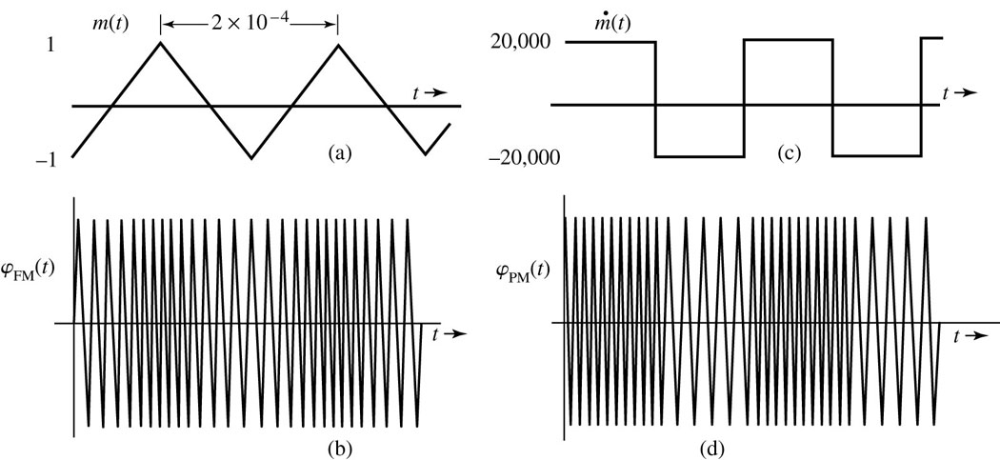 m(t)
2 × 10⁻⁴
1
t
–1
(a)
ṁ(t)
20,000
t
–20,000
(c)
φFM(t)
t
(b)
φPM(t)
t
(d)